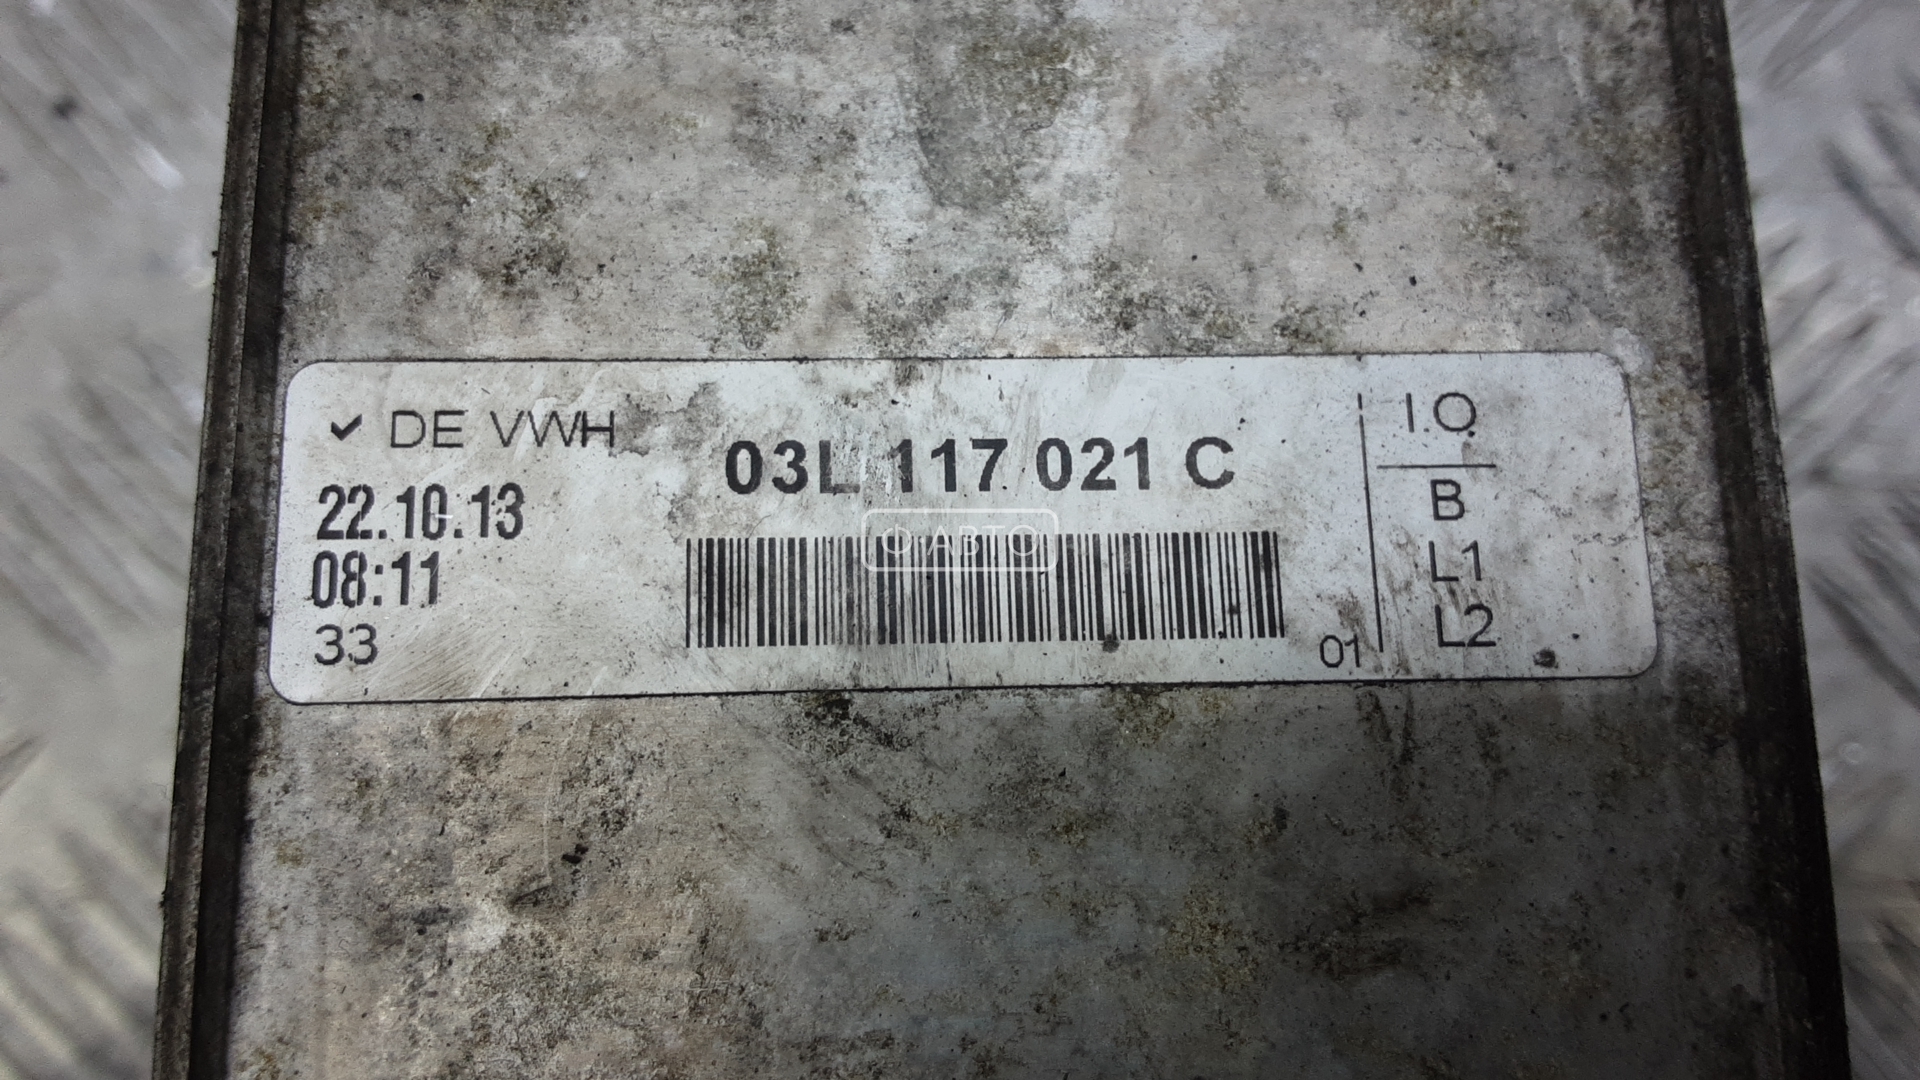 ✓ DE VWH
22.10.13
08:11
33
03L 117 021 C
Ф АВТО
01
I.O.
B
L1
L2